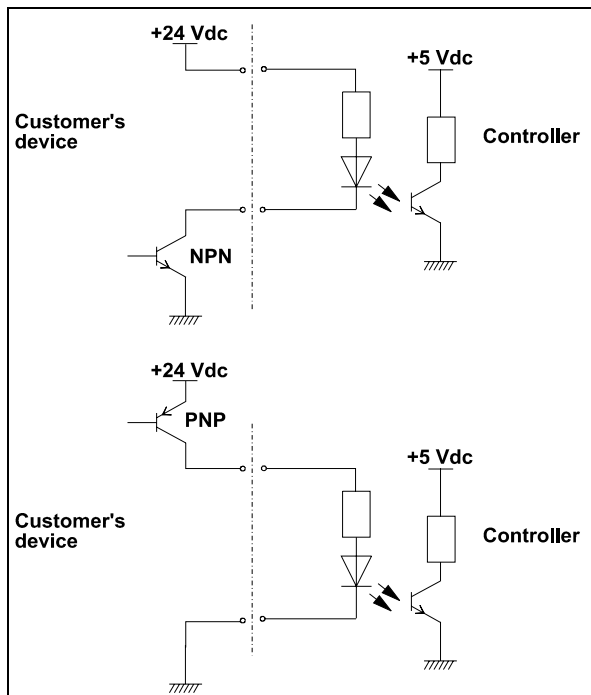 +24 Vdc
+5 Vdc
Customer's
device
Controller
NPN
+24 Vdc
PNP
+5 Vdc
Customer's
device
Controller